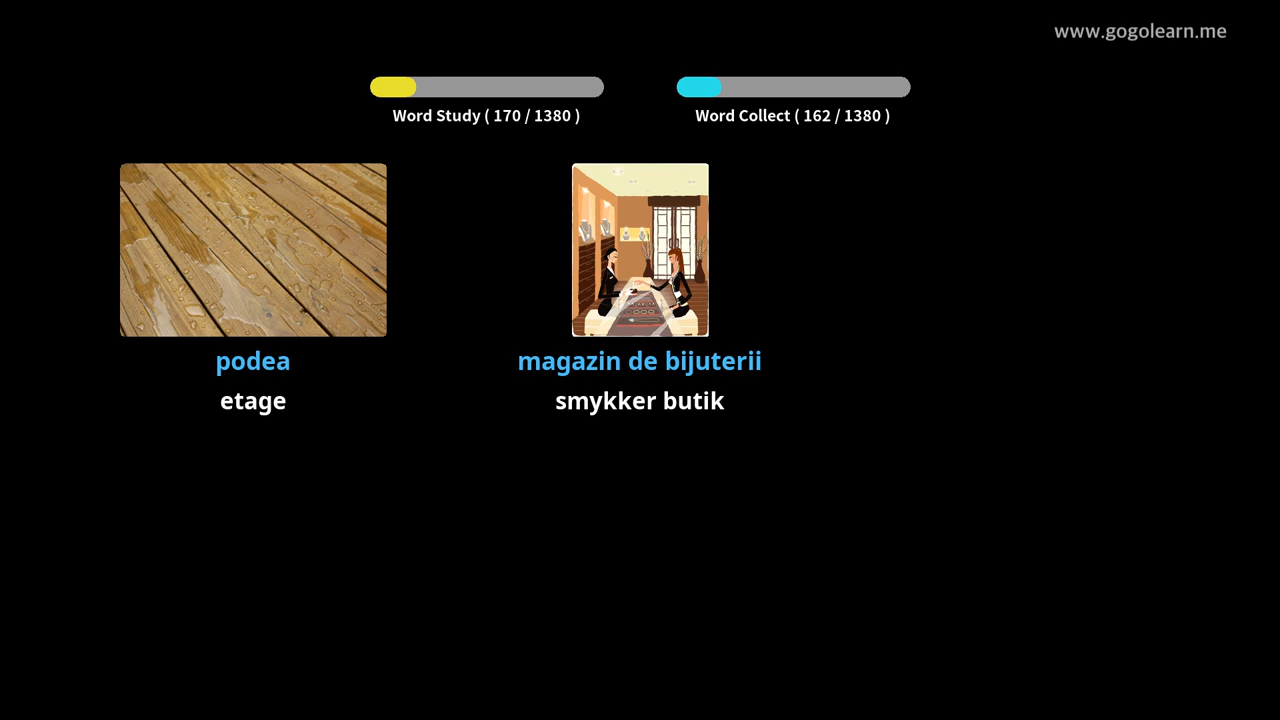 www.gogolearn.me
Word Study ( 170 / 1380 )
Word Collect ( 162 / 1380 )
podea
etage
magazin de bijuterii
smykker butik